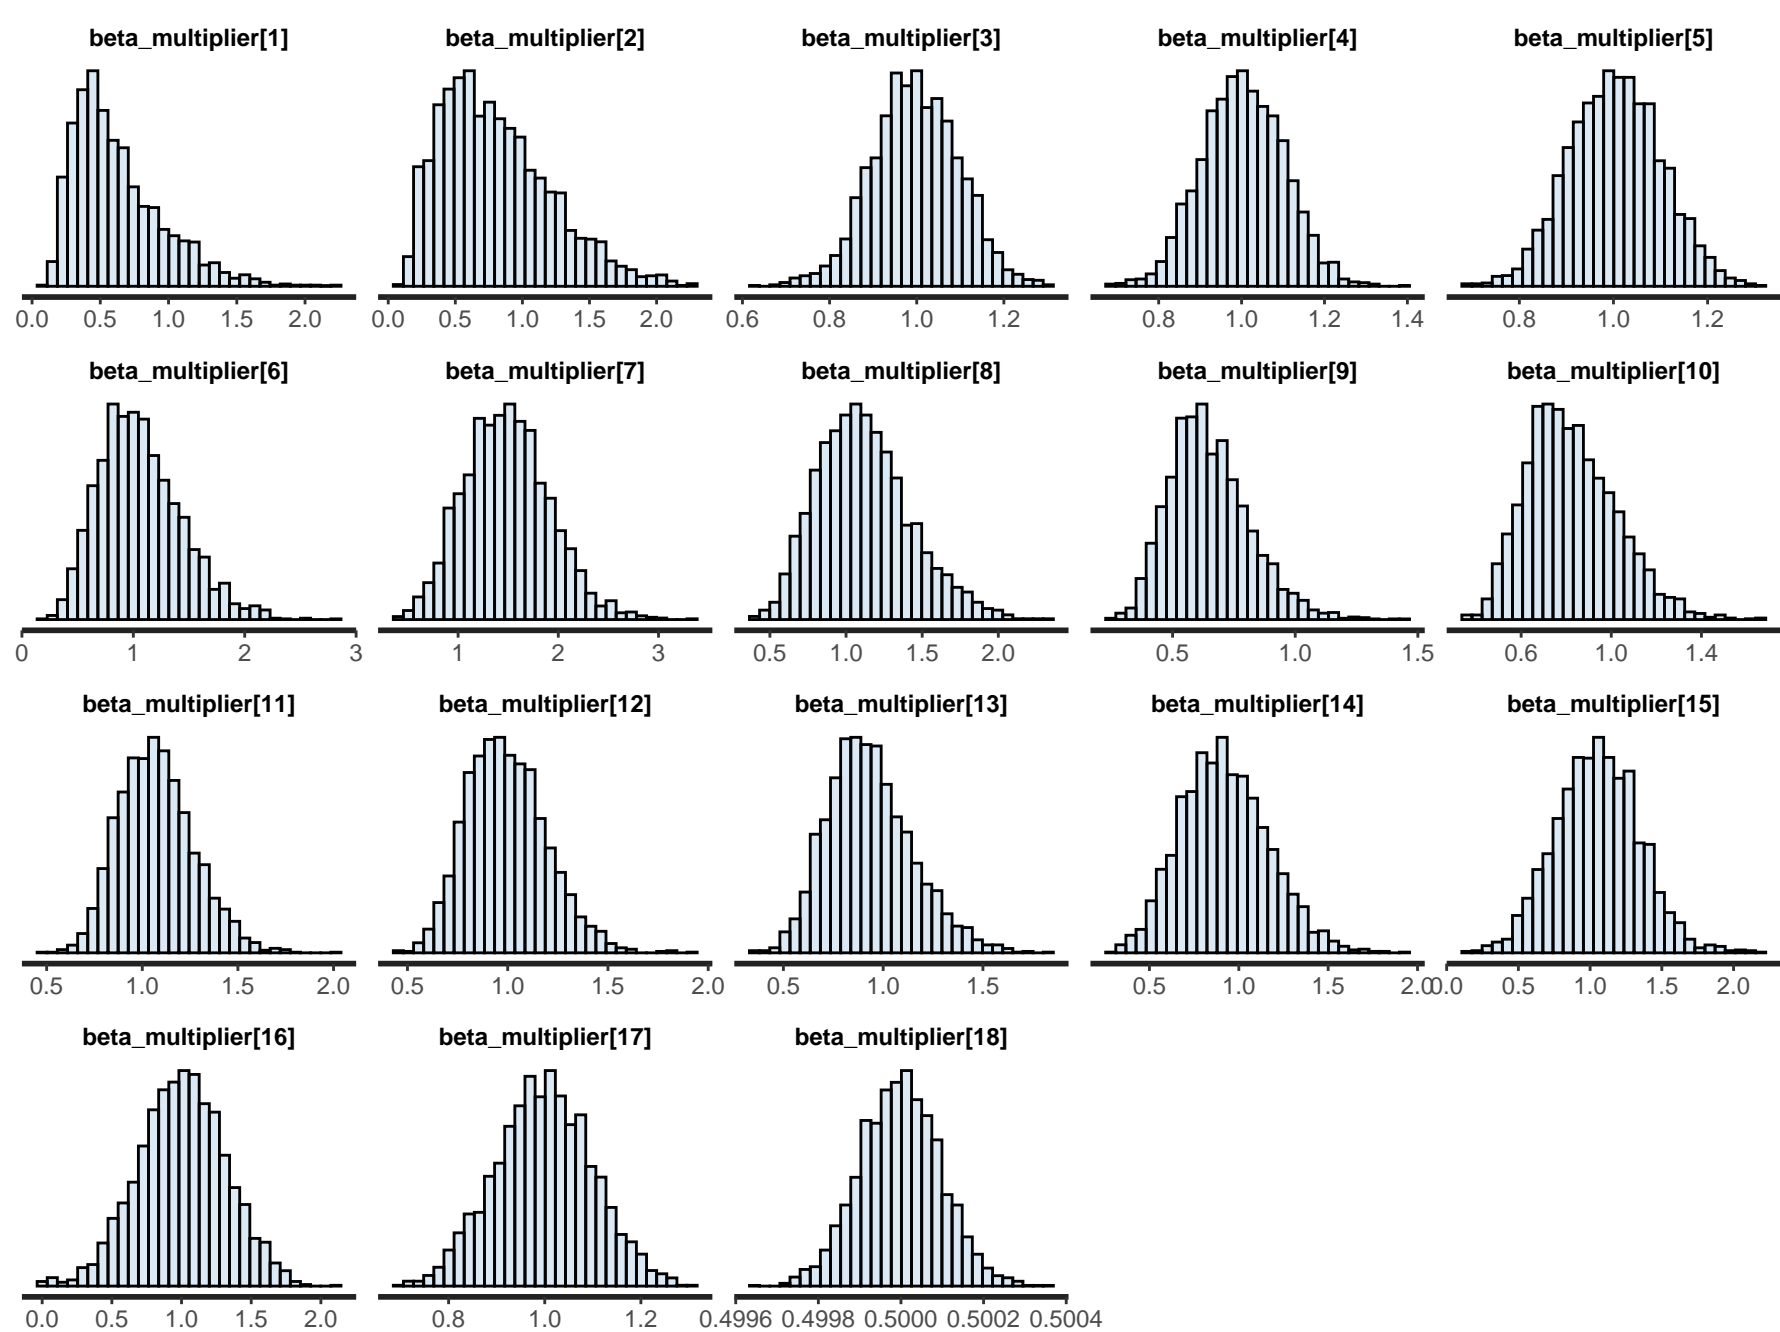 beta_multiplier[1] beta_multiplier[2] beta_multiplier[3] beta_multiplier[4] beta_multiplier[5]
0.0 0.5 1.0 1.5 2.0 0.0 0.5 1.0 1.5 2.0 0.6 0.8 1.0 1.2 0.8 1.0 1.2 1.4 0.8 1.0 1.2
beta_multiplier[6] beta_multiplier[7] beta_multiplier[8] beta_multiplier[9] beta_multiplier[10]
0 1 2 3 1 2 3 0.5 1.0 1.5 2.0 0.5 1.0 1.5 0.6 1.0 1.4
beta_multiplier[11] beta_multiplier[12] beta_multiplier[13] beta_multiplier[14] beta_multiplier[15]
0.5 1.0 1.5 2.0 0.5 1.0 1.5 2.0 0.5 1.0 1.5 0.5 1.0 1.5 2.0 0.0 0.5 1.0 1.5 2.0
beta_multiplier[16] beta_multiplier[17] beta_multiplier[18]
0.0 0.5 1.0 1.5 2.0 0.8 1.0 1.2 0.4996 0.4998 0.5000 0.5002 0.5004